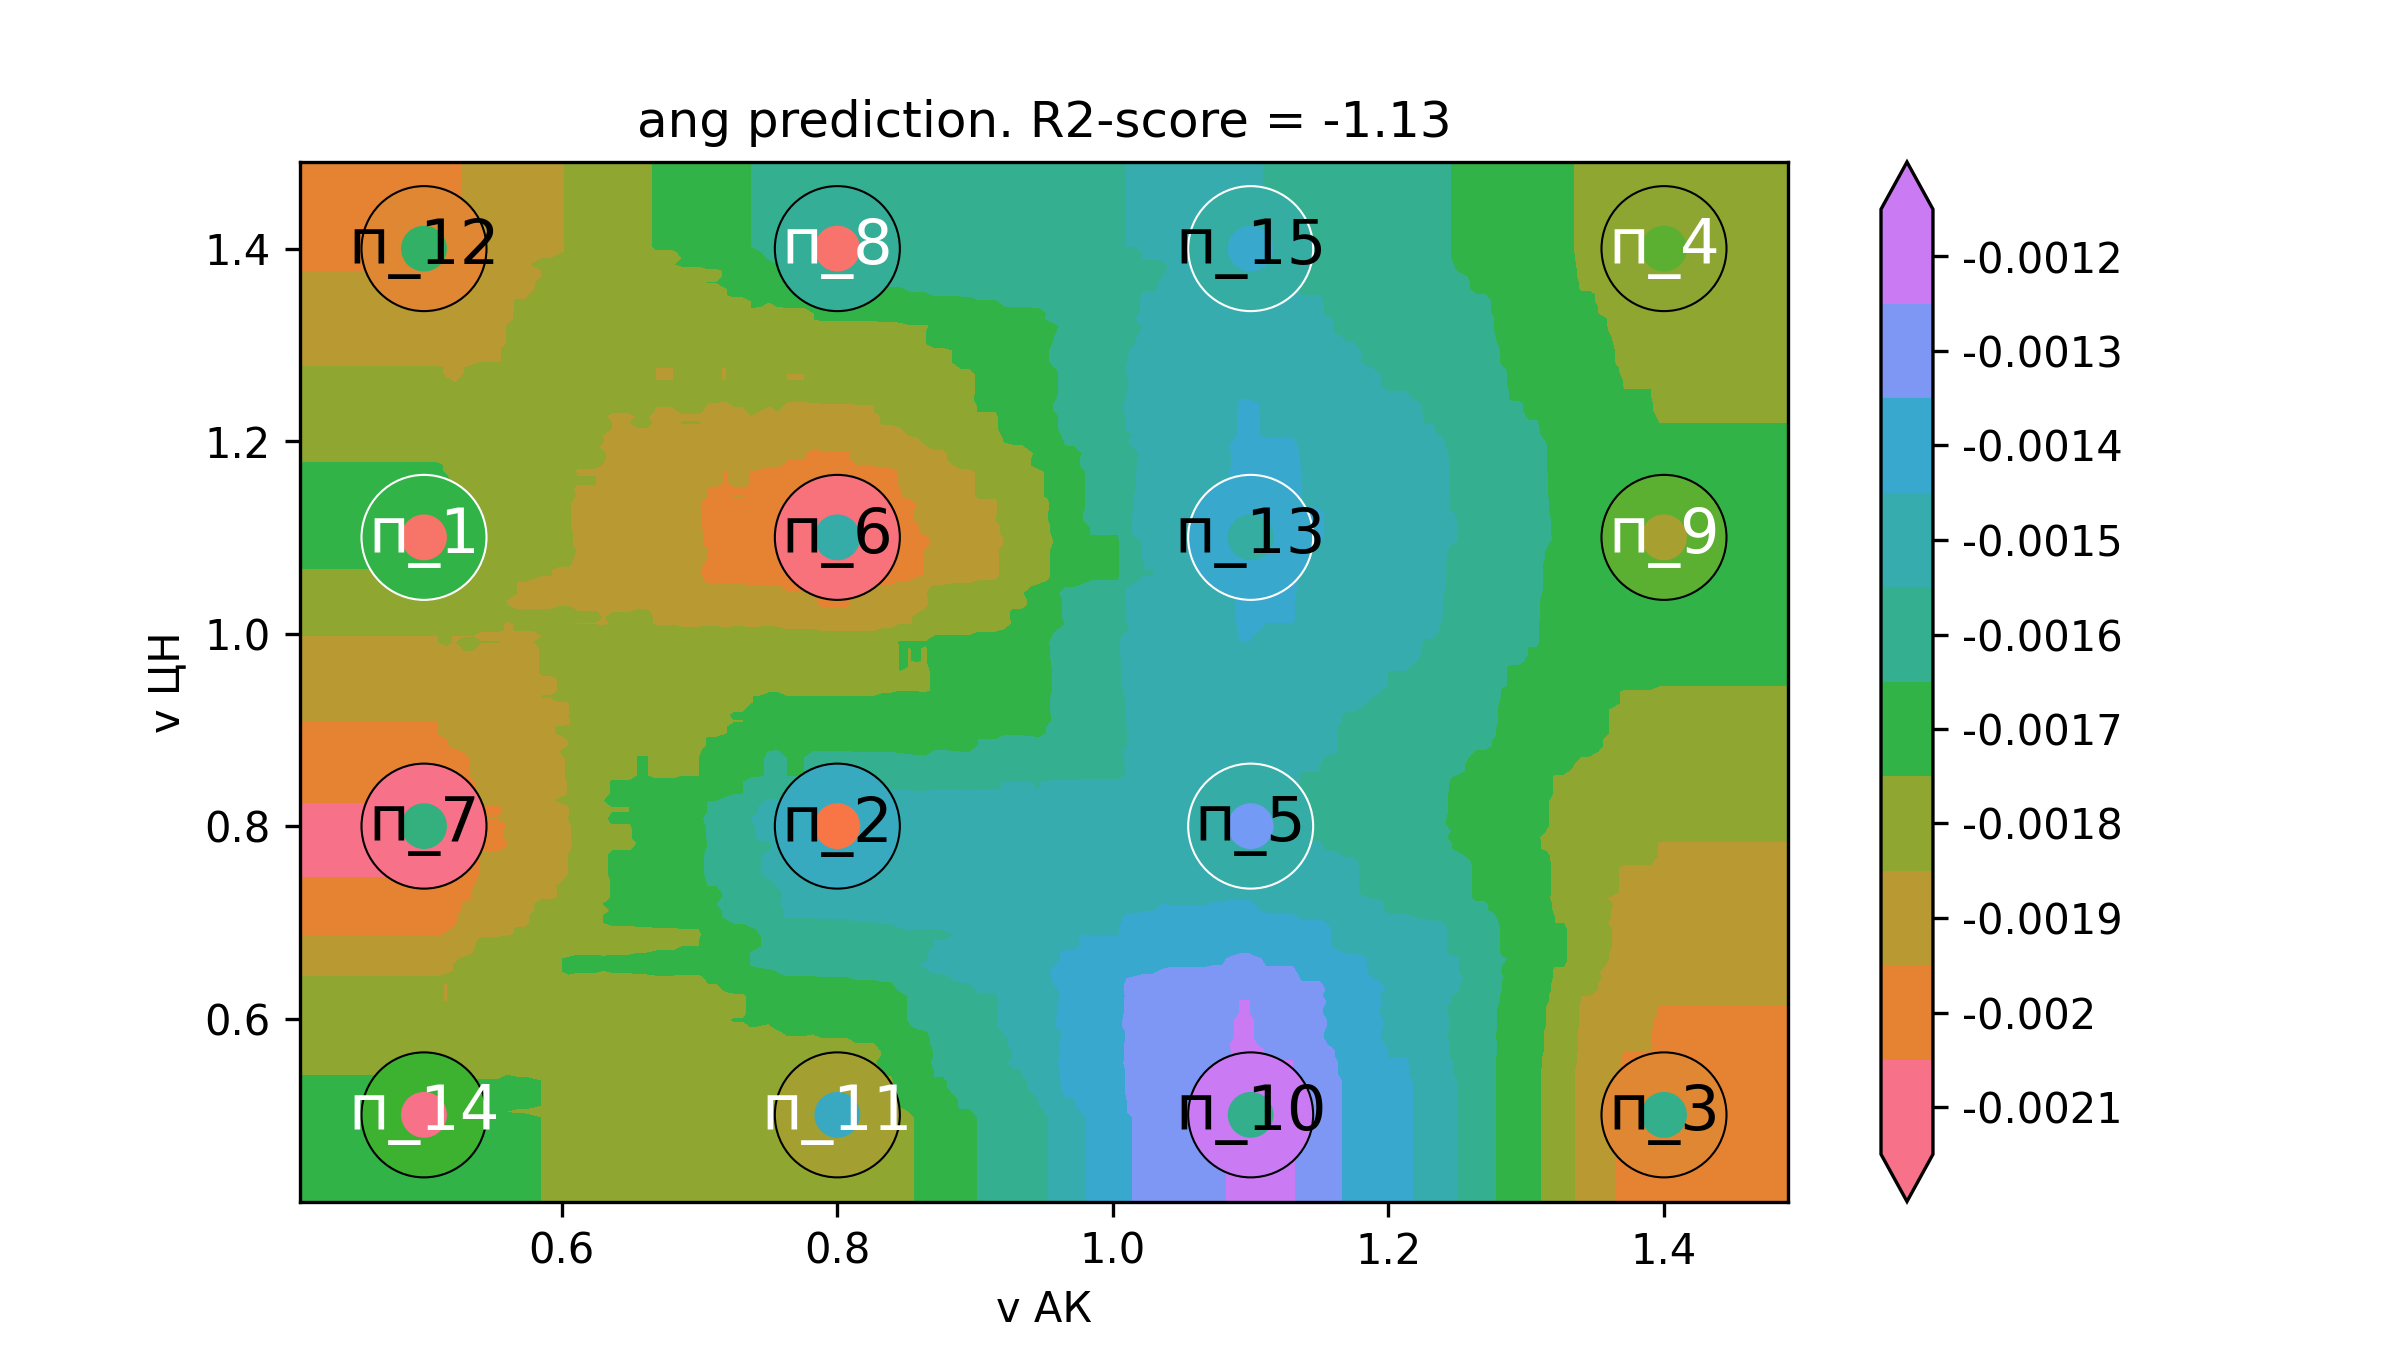 ang prediction. R2-score = -1.13
п_12
п_8
п_15
п_4
п_1
п_6
п_13
п_9
п_7
п_2
п_5
п_14
п_11
п_10
п_3
1.4
1.2
1.0
0.8
0.6
v ЦН
0.6 0.8 1.0 1.2 1.4
v АК
-0.0012
-0.0013
-0.0014
-0.0015
-0.0016
-0.0017
-0.0018
-0.0019
-0.002
-0.0021